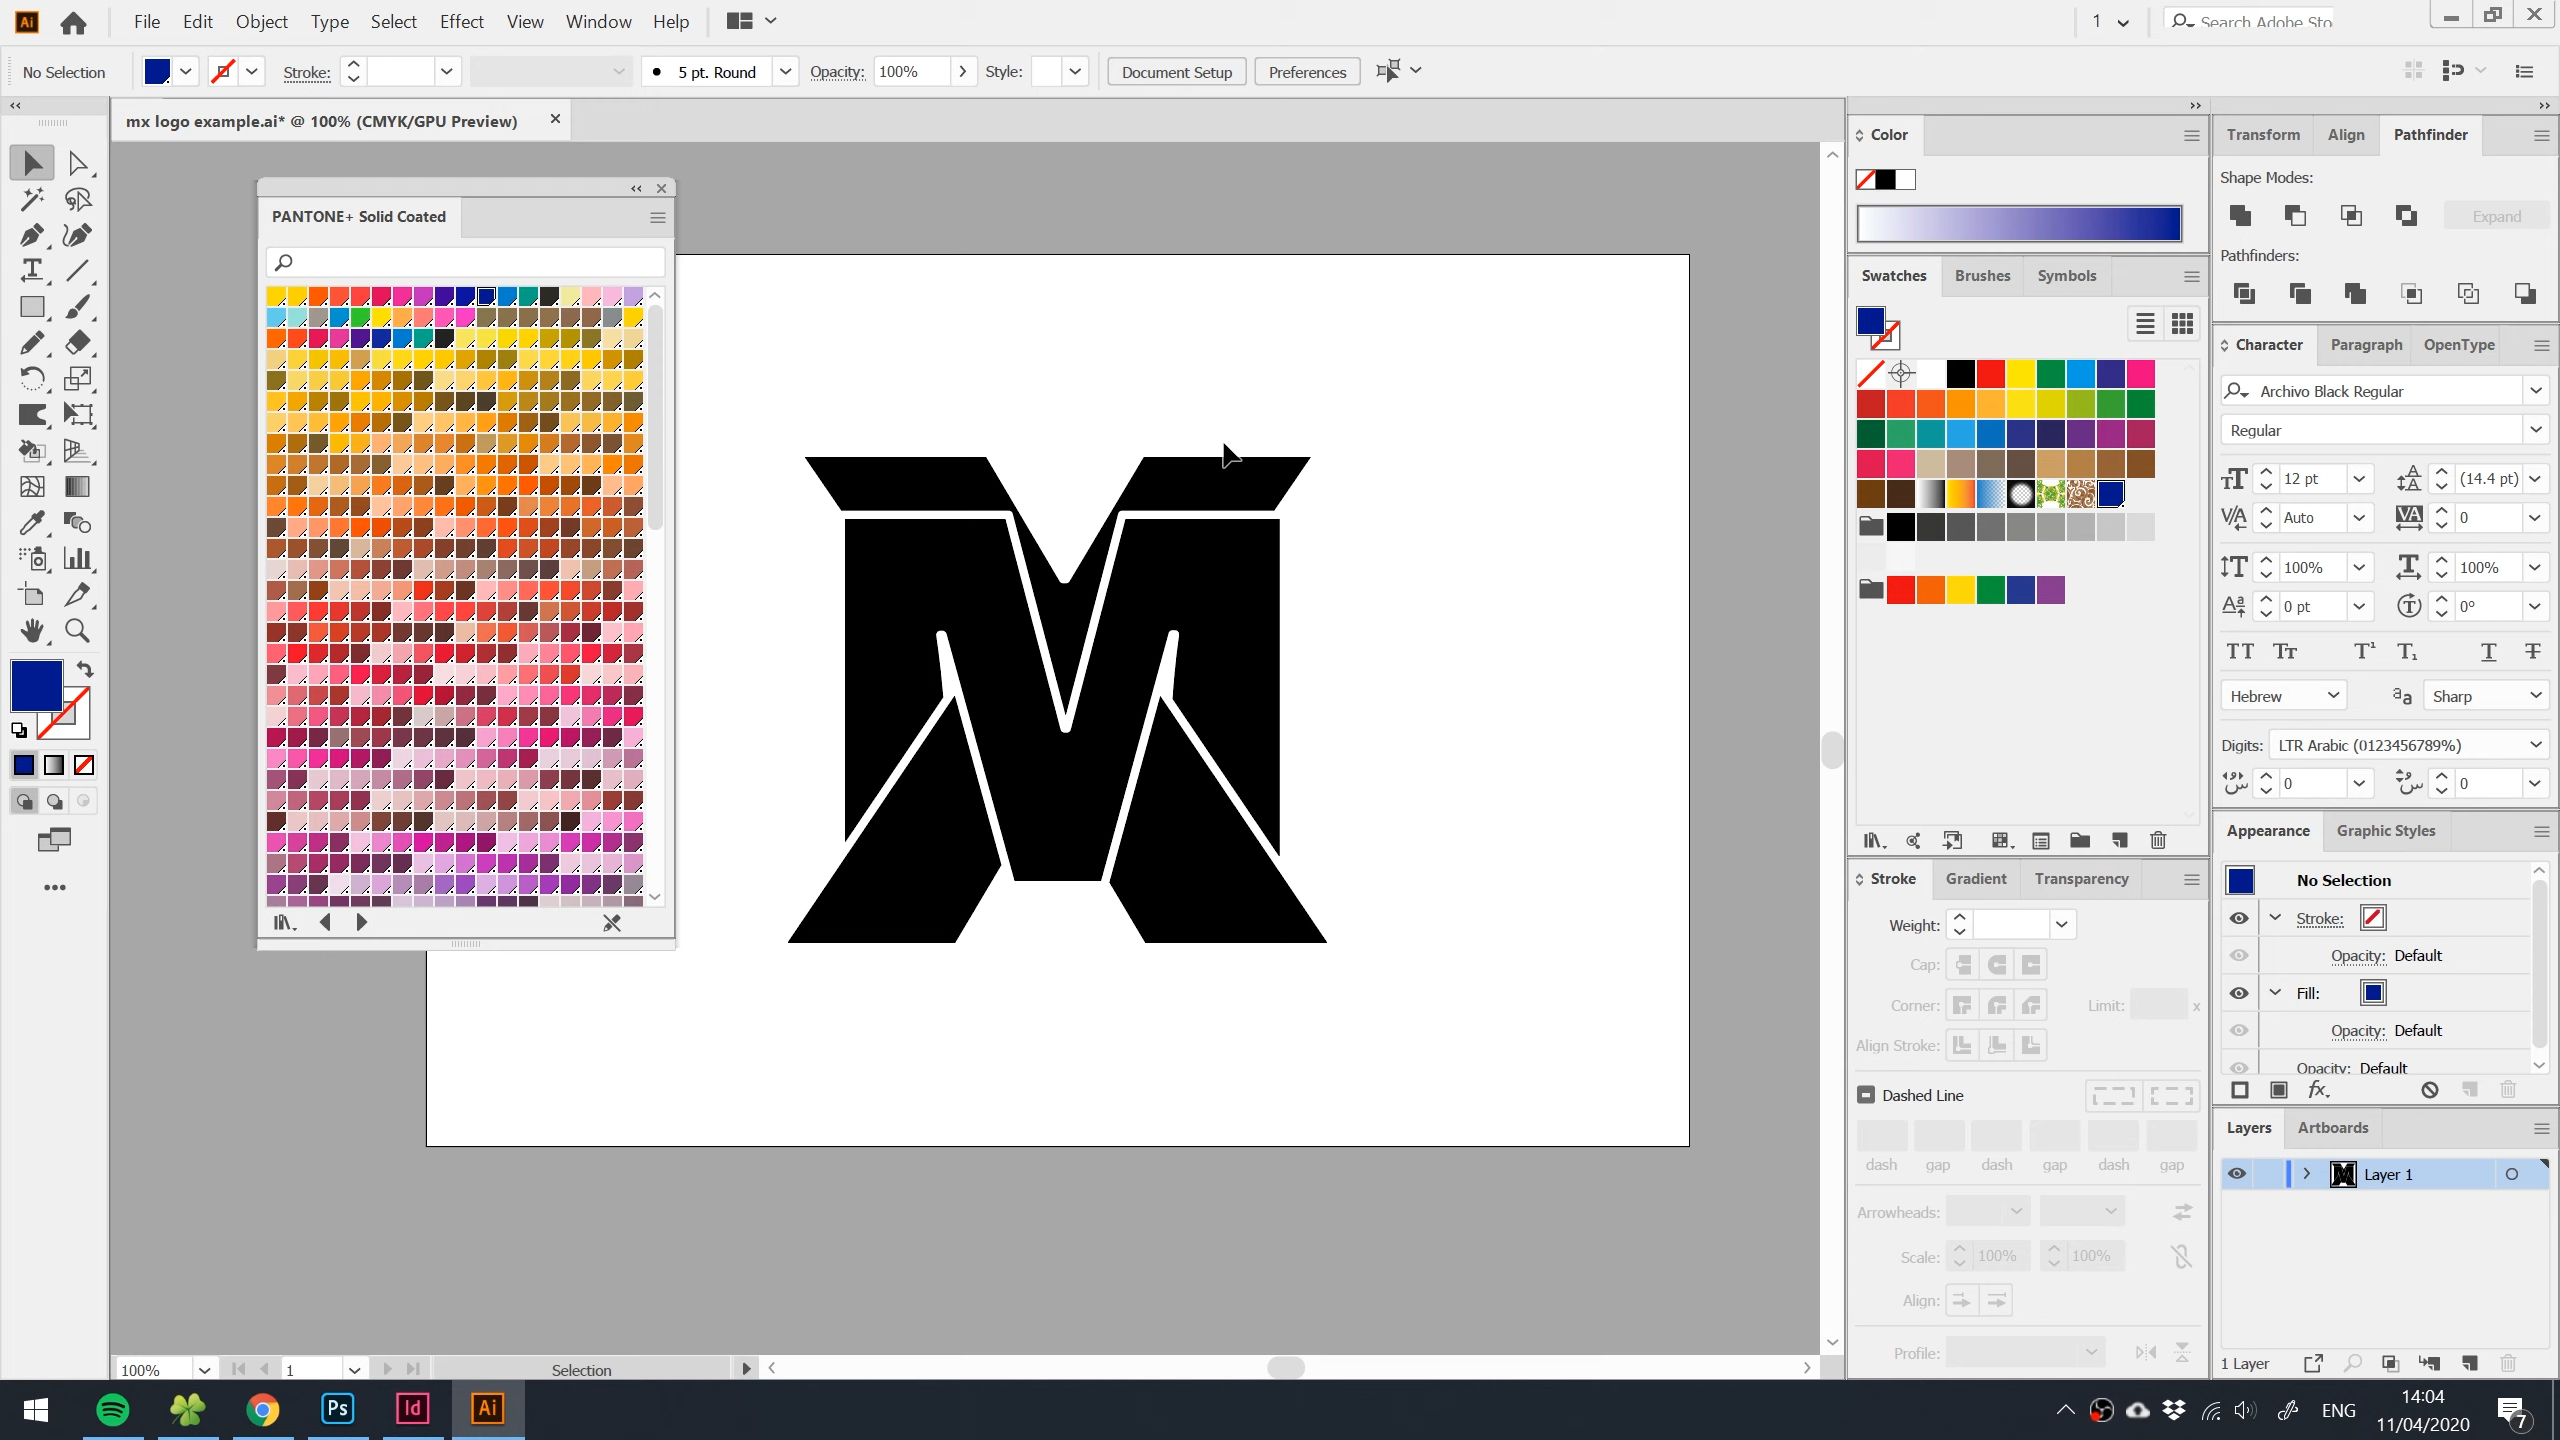 Ai File Edit Object Type Select Effect View Window Help 1 Search Adobe Sto
No Selection Stroke: 5 pt. Round Opacity: 100% Style: Document Setup Preferences
mx logo example.ai* @ 100% (CMYK/GPU Preview)
PANTONE+ Solid Coated
100% 1 Selection
Color
Swatches Brushes Symbols
Stroke Gradient Transparency
Weight:
Cap:
Corner: Limit: x
Align Stroke:
Dashed Line
dash gap dash gap dash gap
Arrowheads:
Scale: 100% 100%
Align:
Profile:
Transform Align Pathfinder
Shape Modes:
Expand
Pathfinders:
Character Paragraph OpenType
Archivo Black Regular
Regular
12 pt (14.4 pt)
Auto 0
100% 100%
0 pt 0°
Hebrew Sharp
Digits: LTR Arabic (0123456789%)
0 0
Appearance Graphic Styles
No Selection
Stroke:
Opacity: Default
Fill:
Opacity: Default
Opacity: Default
Layers Artboards
Layer 1
1 Layer
Ps Id Ai ENG 14:04
11/04/2020 7